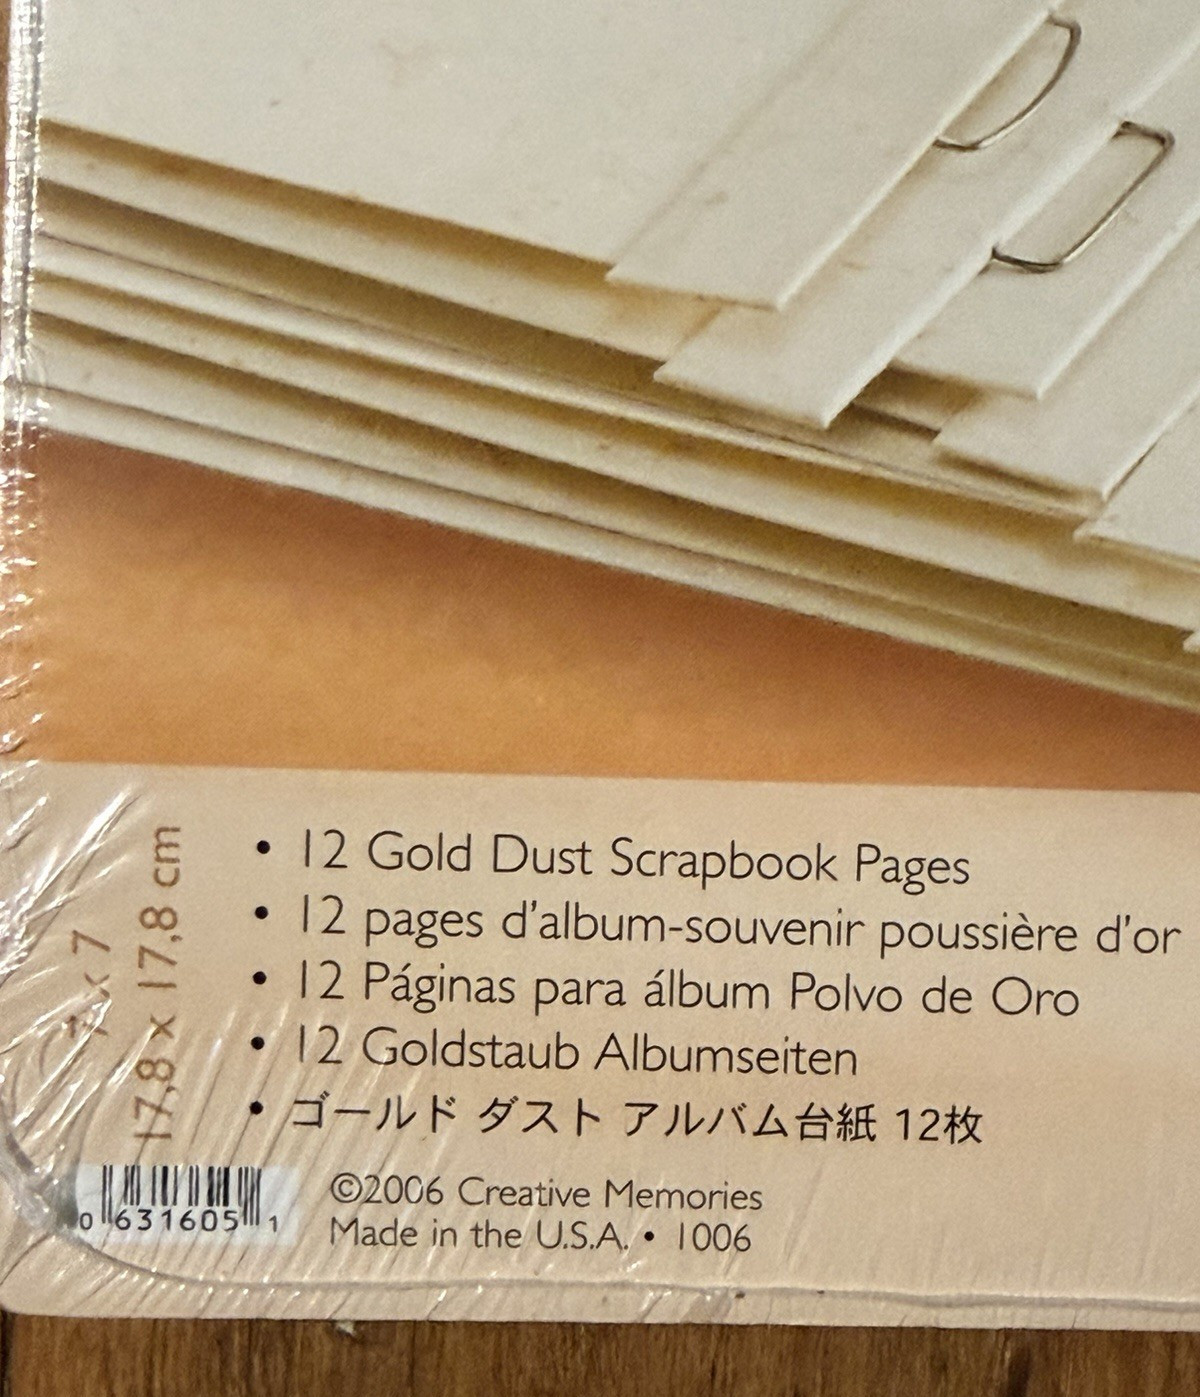 7 x 7
17,8 x 17,8 cm
• 12 Gold Dust Scrapbook Pages
• 12 pages d'album-souvenir poussière d'or
• 12 Páginas para álbum Polvo de Oro
• 12 Goldstaub Albumseiten
• ゴールド ダスト アルバム台紙 12枚
0 631605 1
©2006 Creative Memories
Made in the U.S.A. • 1006